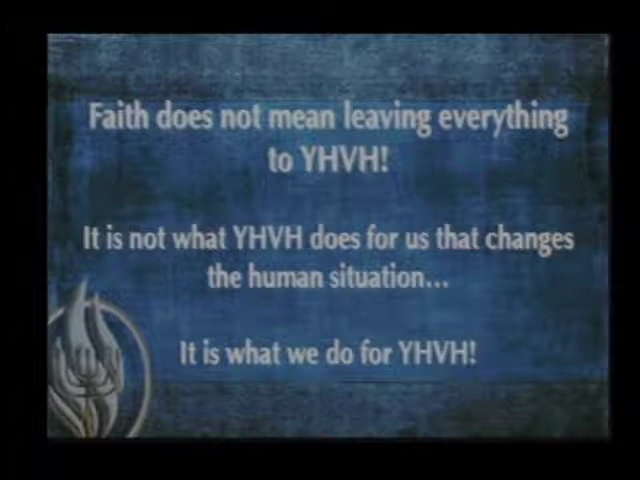 Faith does not mean leaving everything
to YHVH!
It is not what YHVH does for us that changes
the human situation...
It is what we do for YHVH!